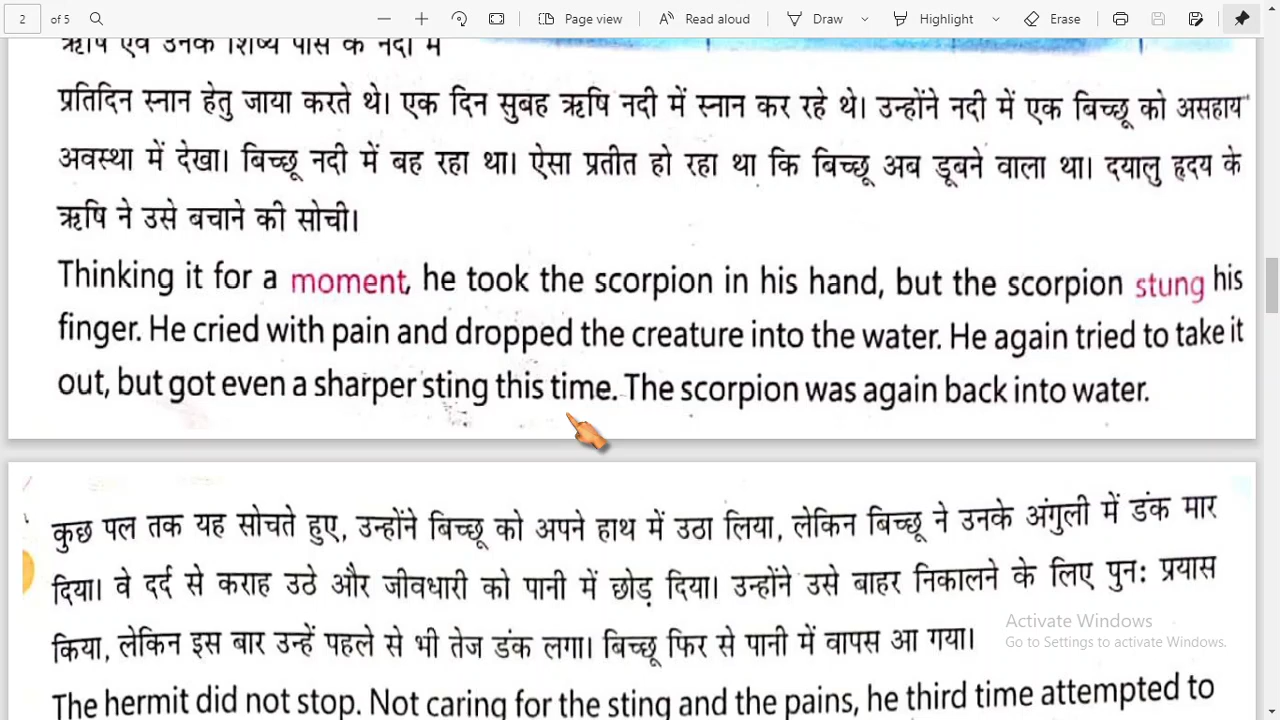 2 of 5 Page view Read aloud Draw Highlight Erase
ऋषि एवं उनके शिष्य पास के नदी में
प्रतिदिन स्नान हेतु जाया करते थे। एक दिन सुबह ऋषि नदी में स्नान कर रहे थे। उन्होंने नदी में एक बिच्छू को असहाय
अवस्था में देखा। बिच्छू नदी में बह रहा था। ऐसा प्रतीत हो रहा था कि बिच्छू अब डूबने वाला था। दयालु हृदय के
ऋषि ने उसे बचाने की सोची।
Thinking it for a moment, he took the scorpion in his hand, but the scorpion stung his
finger. He cried with pain and dropped the creature into the water. He again tried to take it
out, but got even a sharper sting this time. The scorpion was again back into water.
कुछ पल तक यह सोचते हुए, उन्होंने बिच्छू को अपने हाथ में उठा लिया, लेकिन बिच्छू ने उनके अंगुली में डंक मार
दिया। वे दर्द से कराह उठे और जीवधारी को पानी में छोड़ दिया। उन्होंने उसे बाहर निकालने के लिए पुनः प्रयास
किया, लेकिन इस बार उन्हें पहले से भी तेज डंक लगा। बिच्छू फिर से पानी में वापस आ गया।
Activate Windows
Go to Settings to activate Windows.
The hermit did not stop. Not caring for the sting and the pains, he third time attempted to